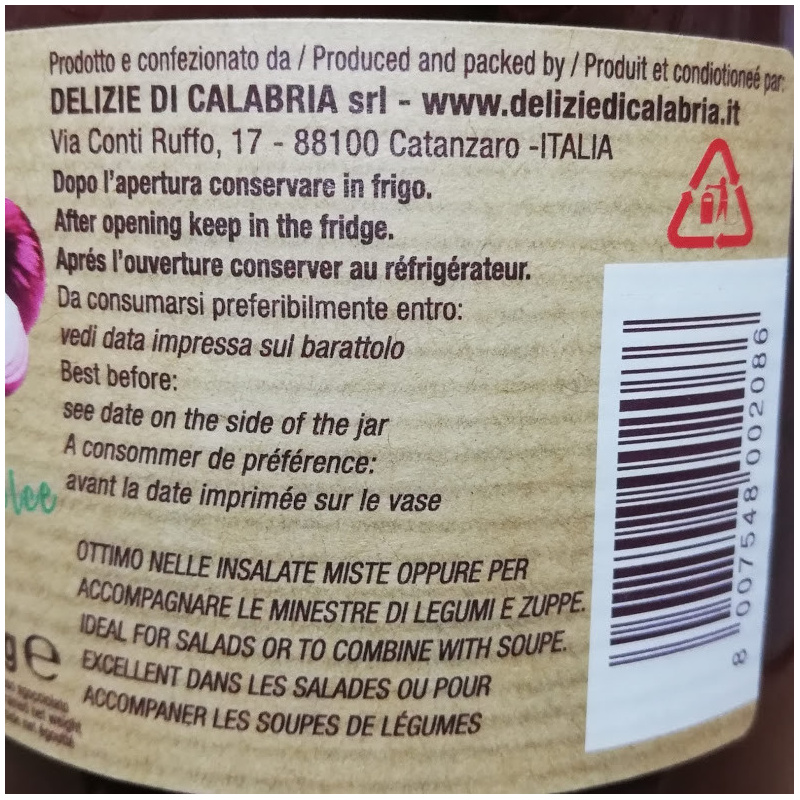 Prodotto e confezionato da / Produced and packed by / Produit et condiotioneé par:
DELIZIE DI CALABRIA srl - www.deliziedicalabria.it
Via Conti Ruffo, 17 - 88100 Catanzaro -ITALIA
Dopo l'apertura conservare in frigo.
After opening keep in the fridge.
Aprés l'ouverture conserver au réfrigérateur.
Da consumarsi preferibilmente entro:
vedi data impressa sul barattolo
Best before:
see date on the side of the jar
A consommer de préférence:
avant la date imprimée sur le vase
OTTIMO NELLE INSALATE MISTE OPPURE PER
ACCOMPAGNARE LE MINESTRE DI LEGUMI E ZUPPE.
IDEAL FOR SALADS OR TO COMBINE WITH SOUPE.
EXCELLENT DANS LES SALADES OU POUR
ACCOMPANER LES SOUPES DE LÉGUMES
g e
net weight
8 007548 002086